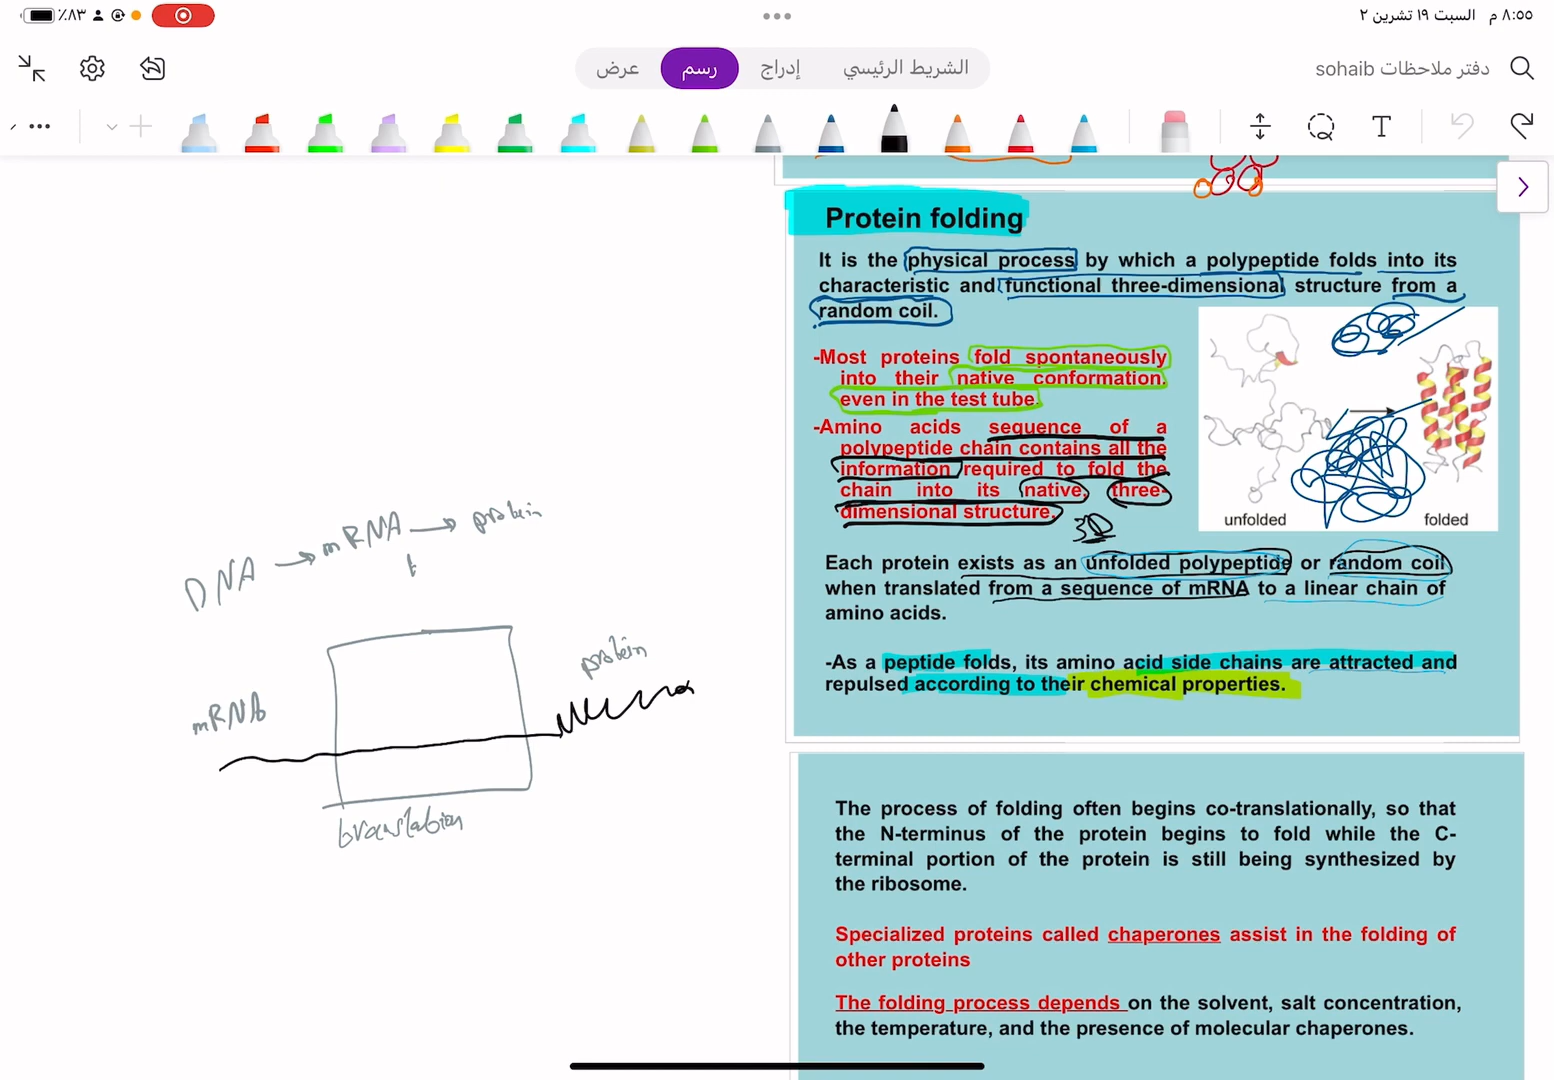 ٪٨٣
٨:٥٥ م السبت ١٩ تشرين ٢
عرض
رسم
إدراج
الشريط الرئيسي
دفتر ملاحظات sohaib
T
Protein folding
It is the physical process by which a polypeptide folds into its
characteristic and functional three-dimensional structure from a
random coil.
-Most proteins fold spontaneously
into their native conformation,
even in the test tube.
-Amino acids sequence of a
polypeptide chain contains all the
information required to fold the
chain into its native, three-
dimensional structure.
3D
unfolded
folded
Each protein exists as an unfolded polypeptide or random coil
when translated from a sequence of mRNA to a linear chain of
amino acids.
-As a peptide folds, its amino acid side chains are attracted and
repulsed according to their chemical properties.
The process of folding often begins co-translationally, so that
the N-terminus of the protein begins to fold while the C-
terminal portion of the protein is still being synthesized by
the ribosome.
Specialized proteins called chaperones assist in the folding of
other proteins
The folding process depends on the solvent, salt concentration,
the temperature, and the presence of molecular chaperones.
DNA → mRNA → protein
mRNA
protein
translation